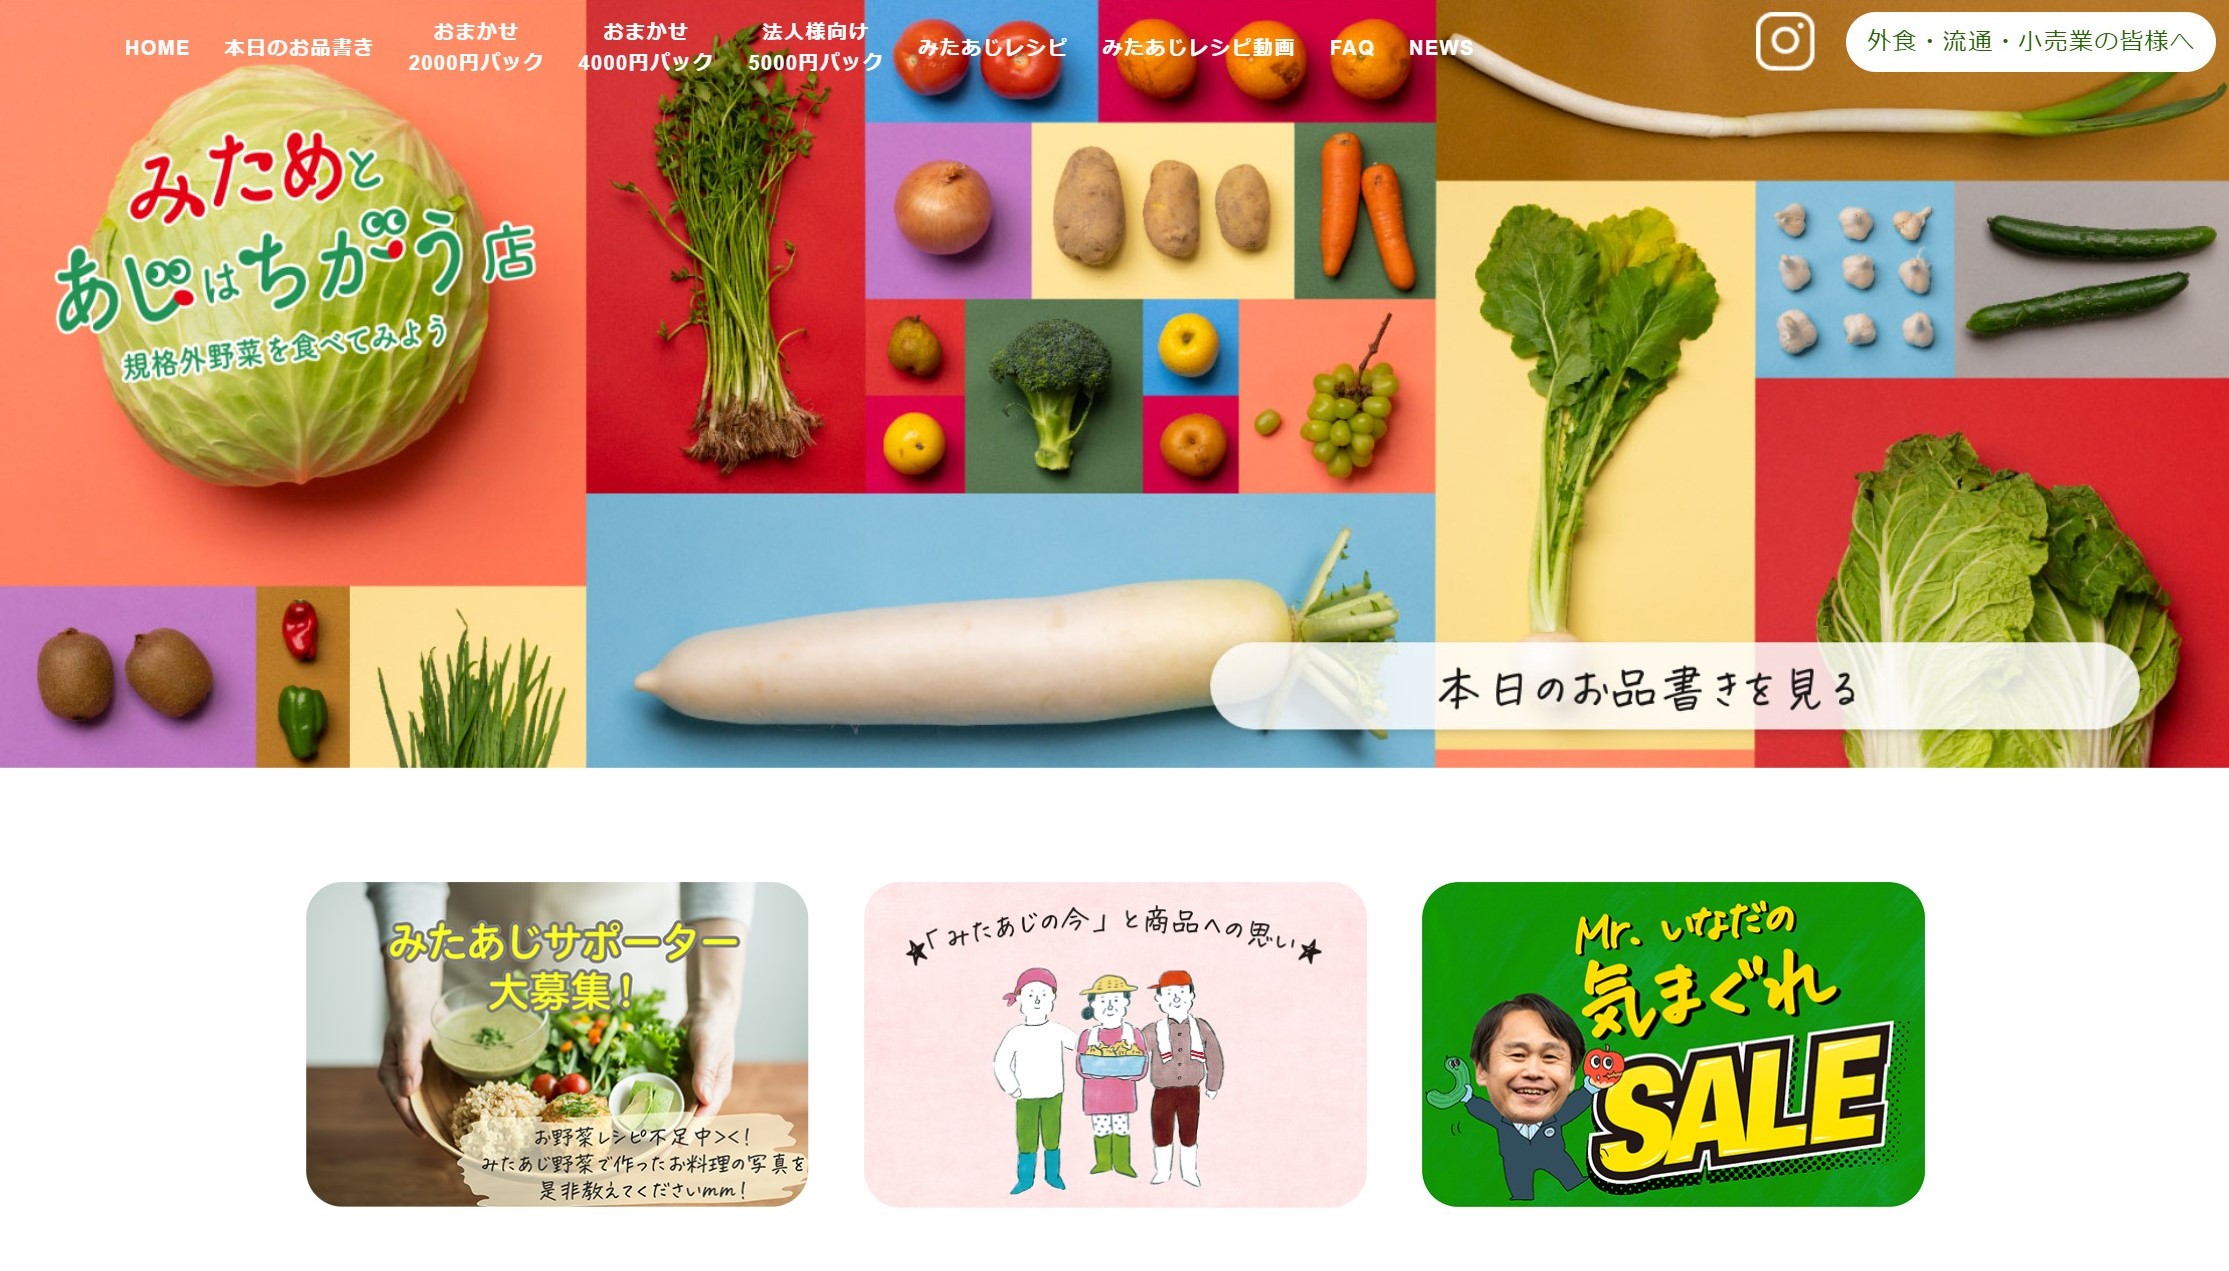 HOME
本日のお品書き
おまかせ
2000円パック
おまかせ
4000円パック
法人様向け
5000円パック
みたあじレシピ
みたあじレシピ動画
FAQ
NEWS
外食・流通・小売業の皆様へ
みためと
あじはちがう店
規格外野菜を食べてみよう
本日のお品書きを見る
みたあじサポーター
大募集!
お野菜レシピ不足中><!
みたあじ野菜で作ったお料理の写真を
是非教えてくださいmm!
★「みたあじの今」と商品への思い★
Mr. いなだの
気まぐれ
SALE